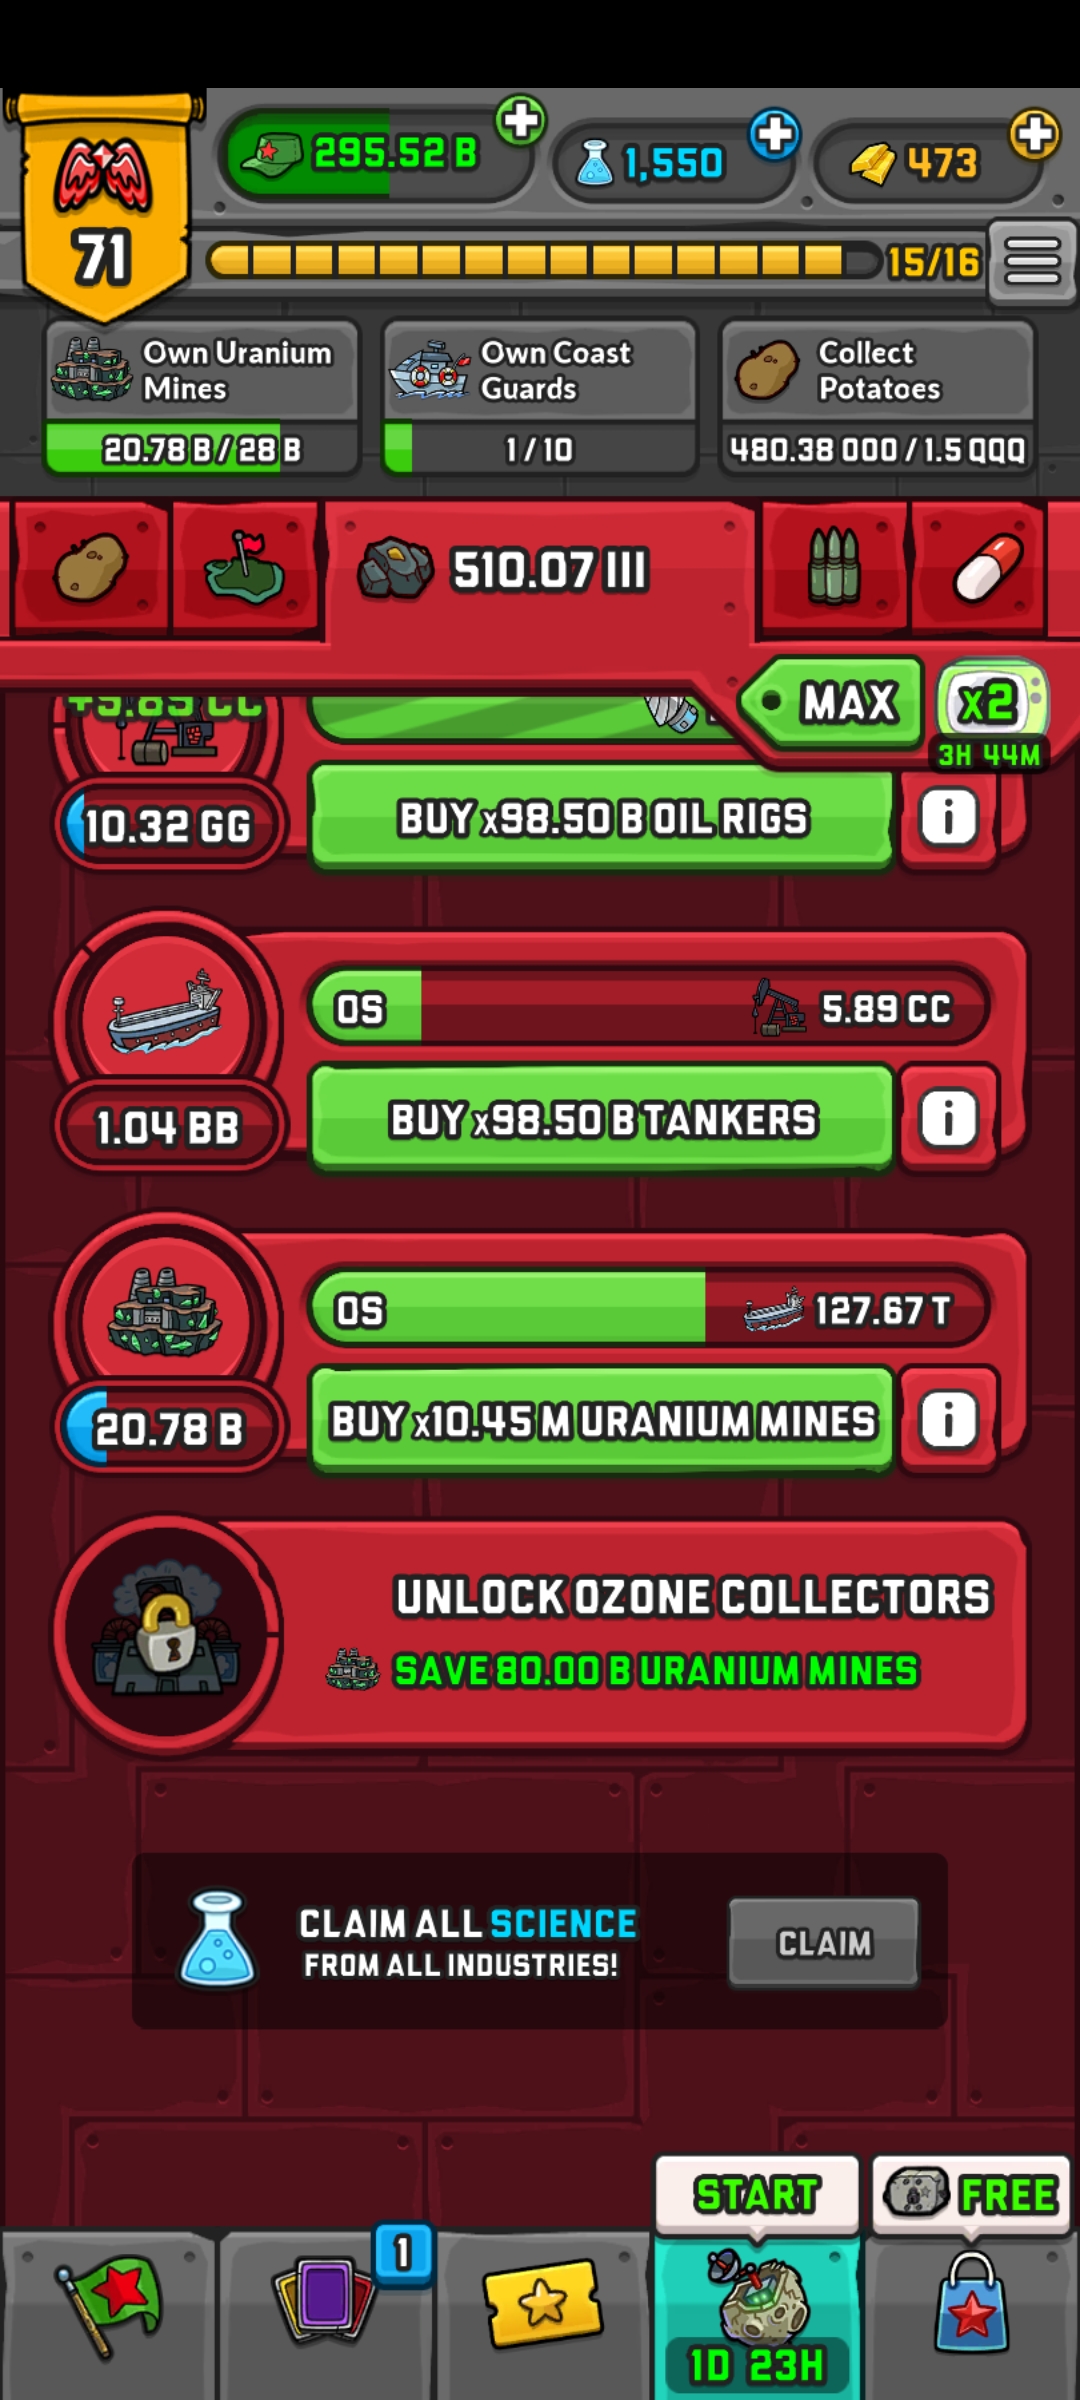 295.52 B
1,550
473
71
15/16
Own Uranium
Mines
20.78 B / 28 B
Own Coast
Guards
1 / 10
Collect
Potatoes
480.38 OOO / 1.5 QQQ
510.07 III
MAX
x2
3H 44M
+5.89 CC
10.32 GG
BUY x98.50 B OIL RIGS
i
0S
5.89 CC
1.04 BB
BUY x98.50 B TANKERS
i
0S
127.67 T
20.78 B
BUY x10.45 M URANIUM MINES
i
UNLOCK OZONE COLLECTORS
SAVE 80.00 B URANIUM MINES
CLAIM ALL SCIENCE
FROM ALL INDUSTRIES!
CLAIM
START
FREE
1
1D 23H